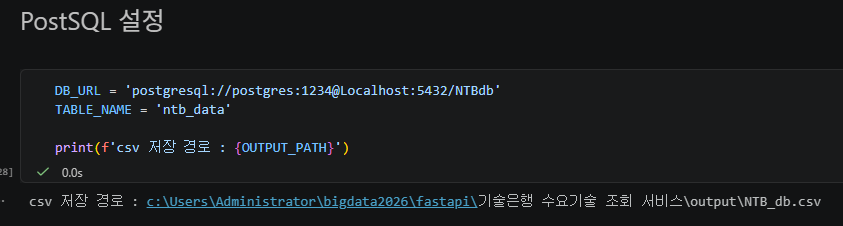 PostSQL 설정
DB_URL = 'postgresql://postgres:1234@Localhost:5432/NTBdb'
TABLE_NAME = 'ntb_data'
print(f'csv 저장 경로 : {OUTPUT_PATH}')
28]
0.0s
csv 저장 경로 : c:\Users\Administrator\bigdata2026\fastapi\기술은행 수요기술 조회 서비스\output\NTB_db.csv